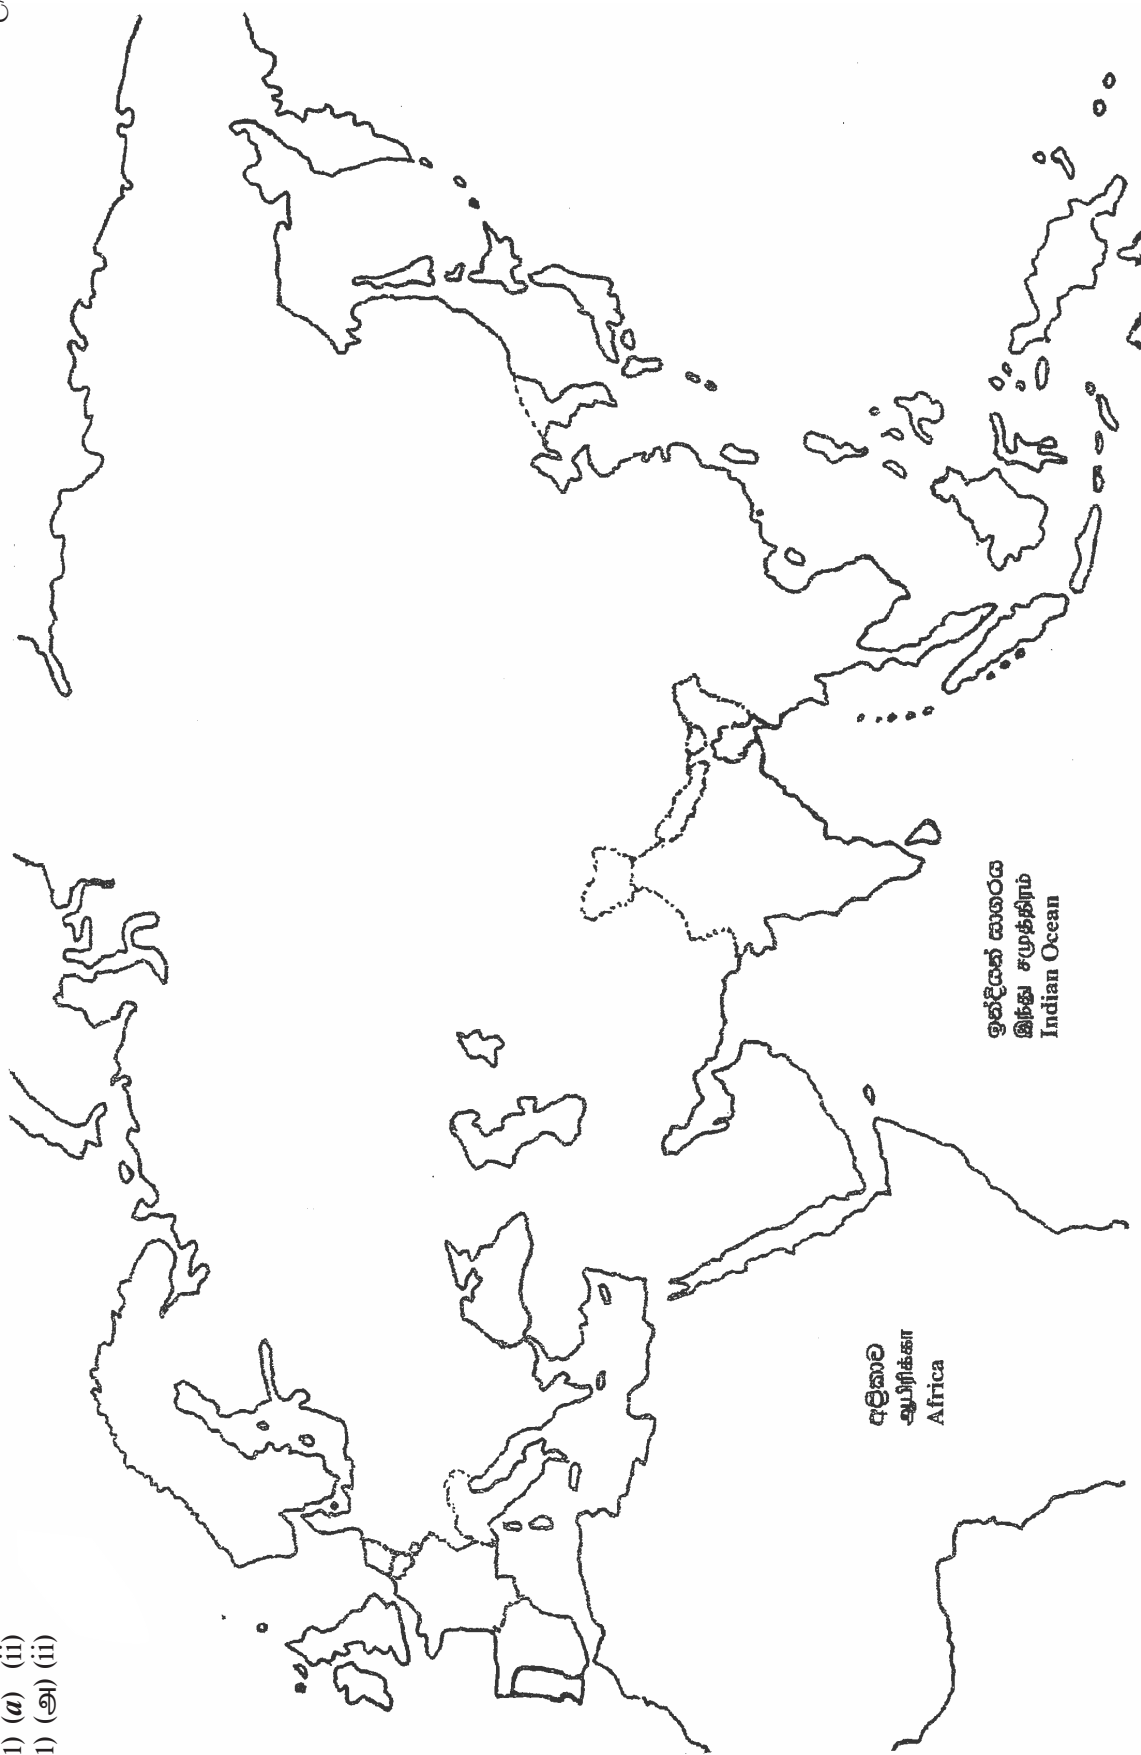 1) (a) (ii)
1) (அ) (ii)
ඉන්දියන් සාගරය
இந்து சமுத்திரம்
Indian Ocean
අප්‍රිකාව
ஆபிரிக்கா
Africa